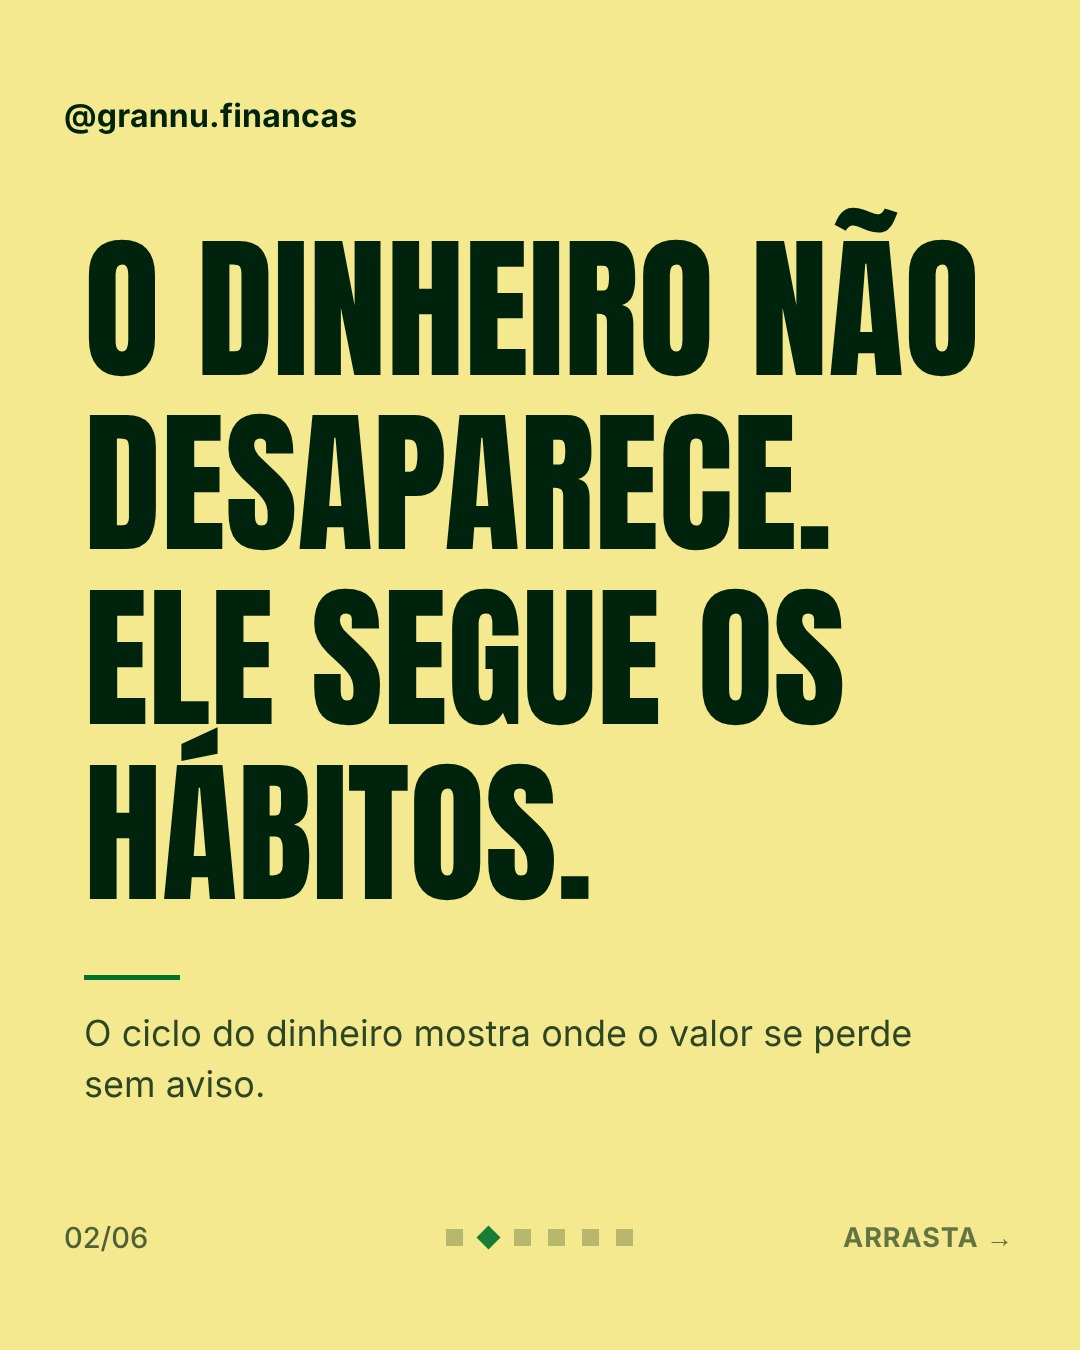 @grannu.financas
O DINHEIRO NÃO
DESAPARECE.
ELE SEGUE OS
HÁBITOS.
O ciclo do dinheiro mostra onde o valor se perde
sem aviso.
02/06
ARRASTA →